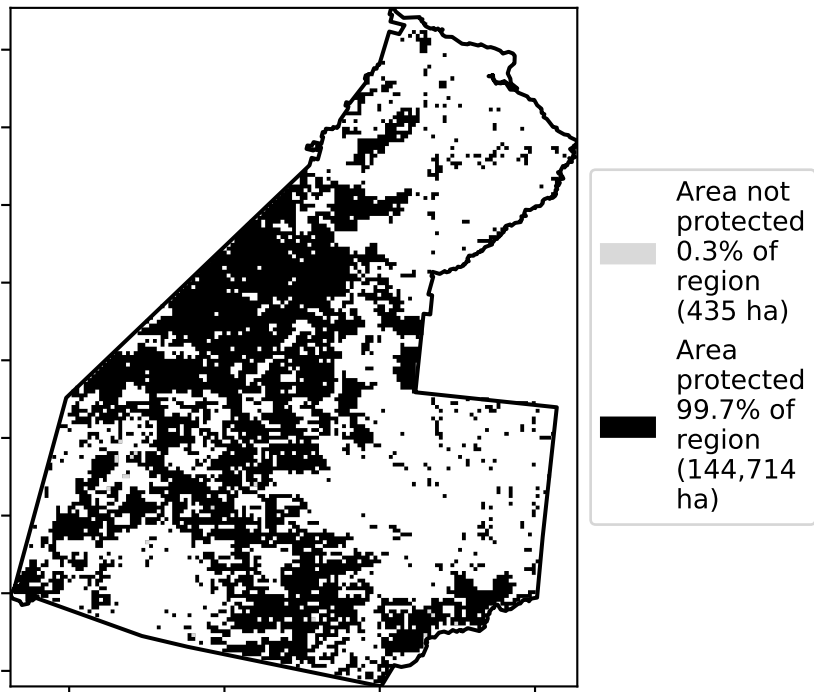 Area not
protected
0.3% of
region
(435 ha)
Area
protected
99.7% of
region
(144,714
ha)